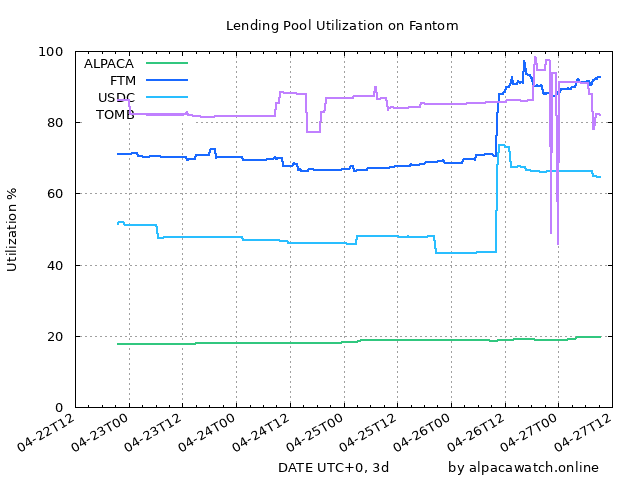 Lending Pool Utilization on Fantom
100
80
60
40
20
0
Utilization %
ALPACA
FTM
USDC
TOMB
04-22T12
04-23T00
04-23T12
04-24T00
04-24T12
04-25T00
04-25T12
04-26T00
04-26T12
04-27T00
04-27T12
DATE UTC+0, 3d
by alpacawatch.online